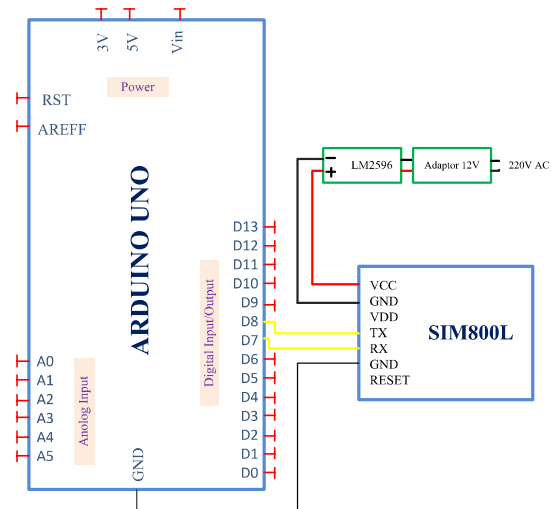 3V
5V
Vin
Power
RST
AREFF
ARDUINO UNO
Digital Input/Output
Anolog Input
D13
D12
D11
D10
D9
D8
D7
D6
D5
D4
D3
D2
D1
D0
A0
A1
A2
A3
A4
A5
GND
− LM2596
+
Adaptor 12V
220V AC
VCC
GND
VDD
TX
RX
GND
RESET
SIM800L